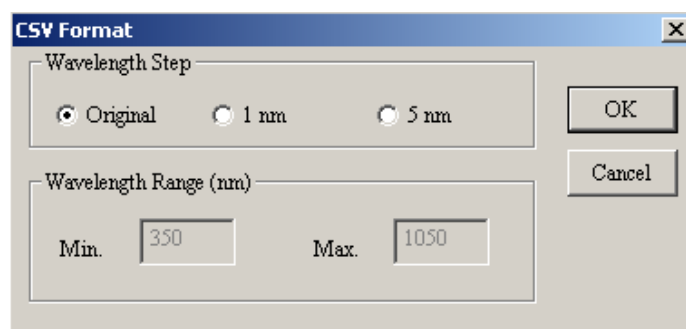 CSV Format
Wavelength Step
Original 1 nm 5 nm
OK
Cancel
Wavelength Range (nm)
Min. 350 Max. 1050